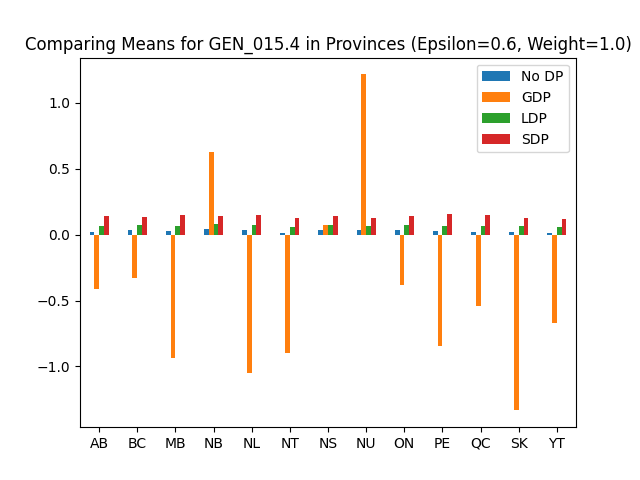 Comparing Means for GEN_015.4 in Provinces (Epsilon=0.6, Weight=1.0)
No DP
GDP
LDP
SDP
1.0
0.5
0.0
−0.5
−1.0
AB BC MB NB NL NT NS NU ON PE QC SK YT